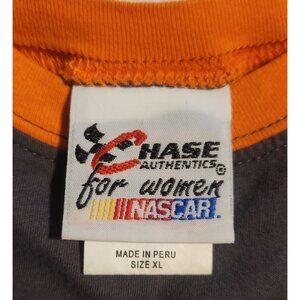 CHASE
AUTHENTICS®
for women
NASCAR.
MADE IN PERU
SIZE XL